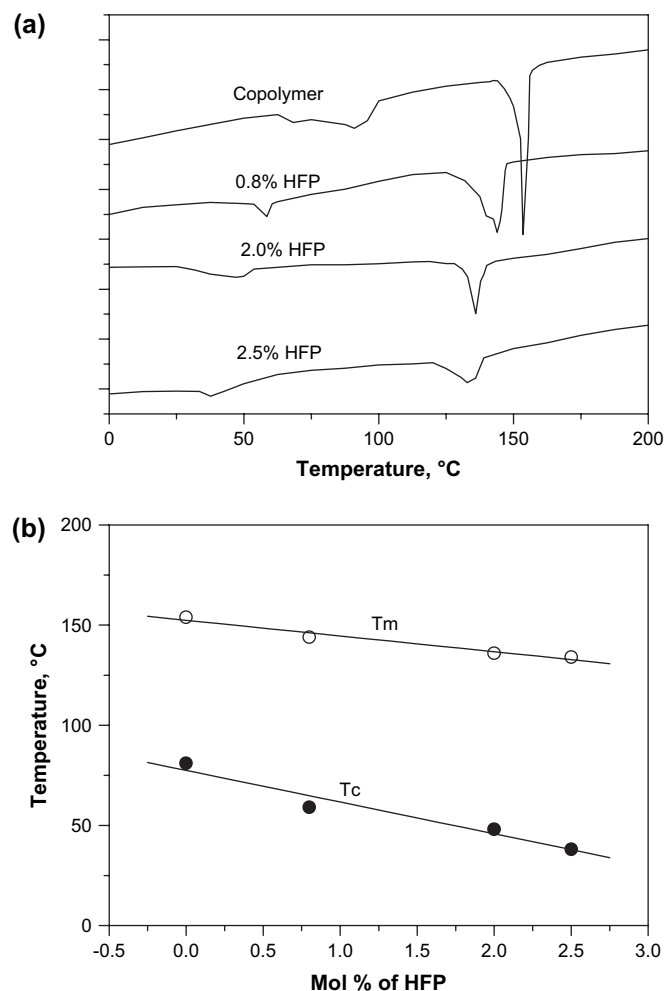 (a)
Copolymer
0.8% HFP
2.0% HFP
2.5% HFP
0 50 100 150 200
Temperature, °C
(b)
200
150
100
50
0
Temperature, °C
Tm
Tc
-0.5 0.0 0.5 1.0 1.5 2.0 2.5 3.0
Mol % of HFP